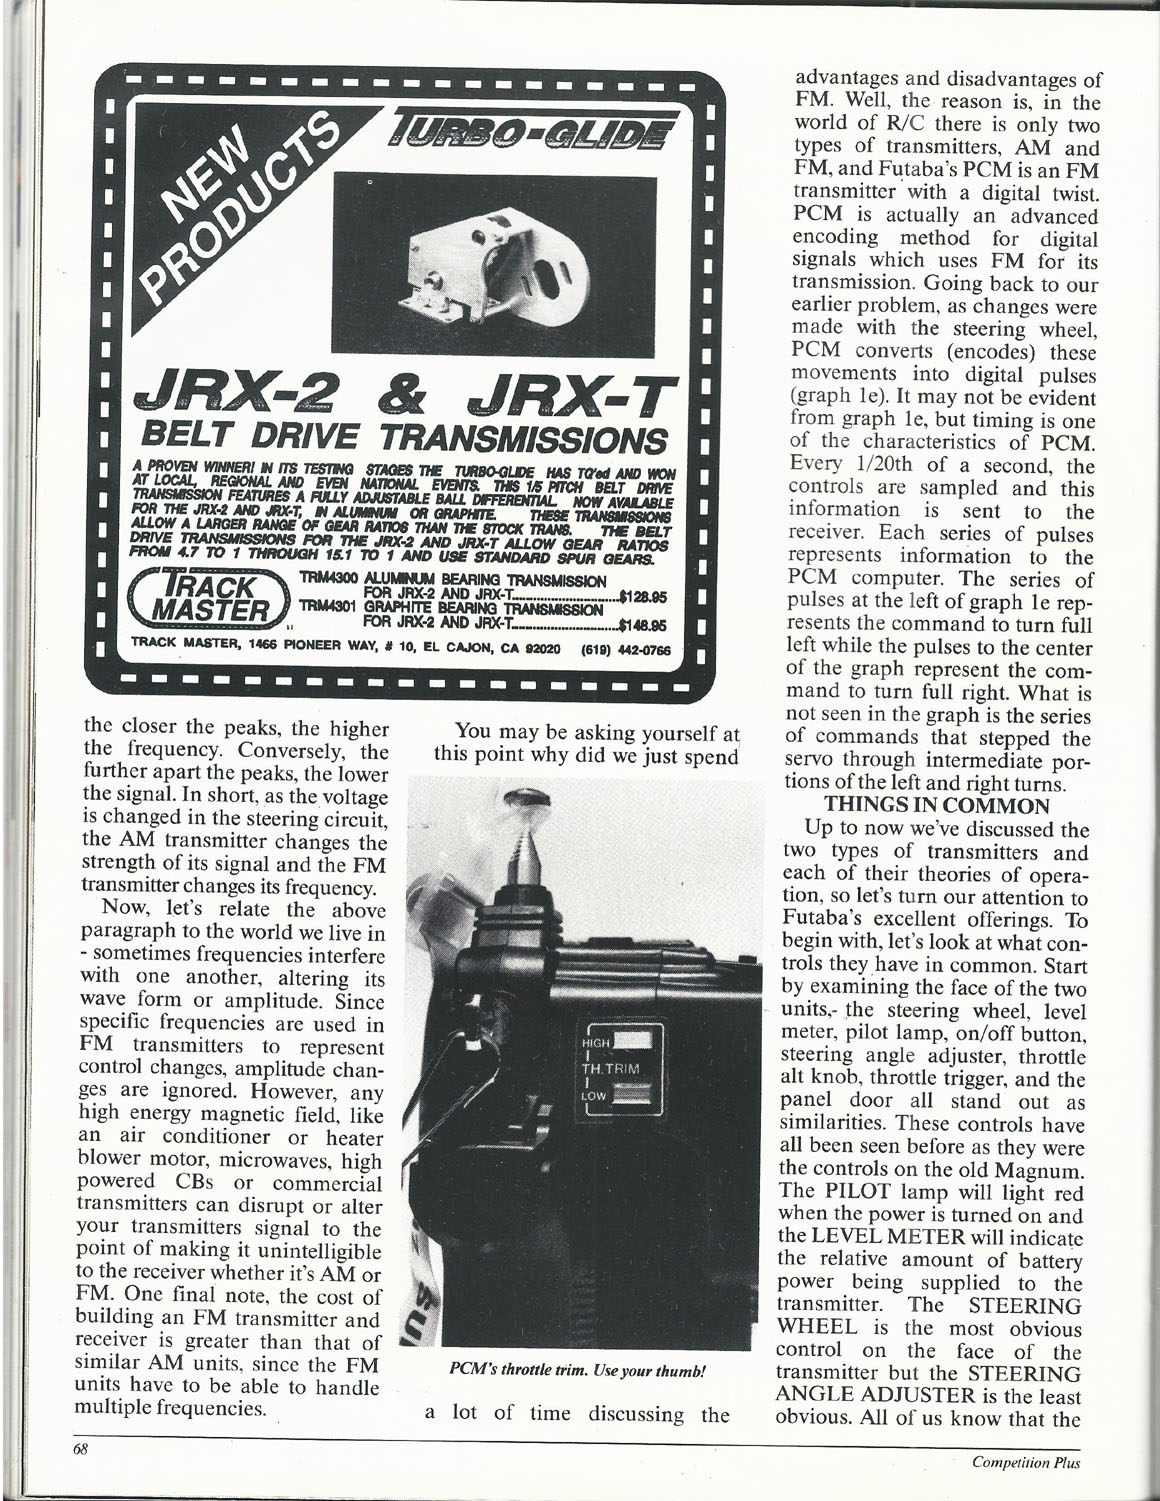 NEW
PRODUCTS
TURBO-GLIDE
JRX-2 & JRX-T
BELT DRIVE TRANSMISSIONS
A PROVEN WINNER! IN ITS TESTING STAGES THE TURBO-GLIDE HAS TQ'ed AND WON
AT LOCAL, REGIONAL AND EVEN NATIONAL EVENTS. THIS 1/5 PITCH BELT DRIVE
TRANSMISSION FEATURES A FULLY ADJUSTABLE BALL DIFFERENTIAL. NOW AVAILABLE
FOR THE JRX-2 AND JRX-T, IN ALUMINUM OR GRAPHITE. THESE TRANSMISSIONS
ALLOW A LARGER RANGE OF GEAR RATIOS THAN THE STOCK TRANS. THE BELT
DRIVE TRANSMISSIONS FOR THE JRX-2 AND JRX-T ALLOW GEAR RATIOS
FROM 4.7 TO 1 THROUGH 15.1 TO 1 AND USE STANDARD SPUR GEARS.
TRACK
MASTER
TRM4300 ALUMINUM BEARING TRANSMISSION
FOR JRX-2 AND JRX-T..............................$128.95
TRM4301 GRAPHITE BEARING TRANSMISSION
FOR JRX-2 AND JRX-T..............................$148.95
TRACK MASTER, 1466 PIONEER WAY, # 10, EL CAJON, CA 92020 (619) 442-0766
the closer the peaks, the higher
the frequency. Conversely, the
further apart the peaks, the lower
the signal. In short, as the voltage
is changed in the steering circuit,
the AM transmitter changes the
strength of its signal and the FM
transmitter changes its frequency.
Now, let's relate the above
paragraph to the world we live in
- sometimes frequencies interfere
with one another, altering its
wave form or amplitude. Since
specific frequencies are used in
FM transmitters to represent
control changes, amplitude chan-
ges are ignored. However, any
high energy magnetic field, like
an air conditioner or heater
blower motor, microwaves, high
powered CBs or commercial
transmitters can disrupt or alter
your transmitters signal to the
point of making it unintelligible
to the receiver whether it's AM or
FM. One final note, the cost of
building an FM transmitter and
receiver is greater than that of
similar AM units, since the FM
units have to be able to handle
multiple frequencies.
You may be asking yourself at
this point why did we just spend
HIGH
TH.TRIM
LOW
PCM's throttle trim. Use your thumb!
a lot of time discussing the
advantages and disadvantages of
FM. Well, the reason is, in the
world of R/C there is only two
types of transmitters, AM and
FM, and Futaba's PCM is an FM
transmitter with a digital twist.
PCM is actually an advanced
encoding method for digital
signals which uses FM for its
transmission. Going back to our
earlier problem, as changes were
made with the steering wheel,
PCM converts (encodes) these
movements into digital pulses
(graph 1e). It may not be evident
from graph 1e, but timing is one
of the characteristics of PCM.
Every 1/20th of a second, the
controls are sampled and this
information is sent to the
receiver. Each series of pulses
represents information to the
PCM computer. The series of
pulses at the left of graph 1e rep-
resents the command to turn full
left while the pulses to the center
of the graph represent the com-
mand to turn full right. What is
not seen in the graph is the series
of commands that stepped the
servo through intermediate por-
tions of the left and right turns.
THINGS IN COMMON
Up to now we've discussed the
two types of transmitters and
each of their theories of opera-
tion, so let's turn our attention to
Futaba's excellent offerings. To
begin with, let's look at what con-
trols they have in common. Start
by examining the face of the two
units,- the steering wheel, level
meter, pilot lamp, on/off button,
steering angle adjuster, throttle
alt knob, throttle trigger, and the
panel door all stand out as
similarities. These controls have
all been seen before as they were
the controls on the old Magnum.
The PILOT lamp will light red
when the power is turned on and
the LEVEL METER will indicate
the relative amount of battery
power being supplied to the
transmitter. The STEERING
WHEEL is the most obvious
control on the face of the
transmitter but the STEERING
ANGLE ADJUSTER is the least
obvious. All of us know that the
68
Competition Plus